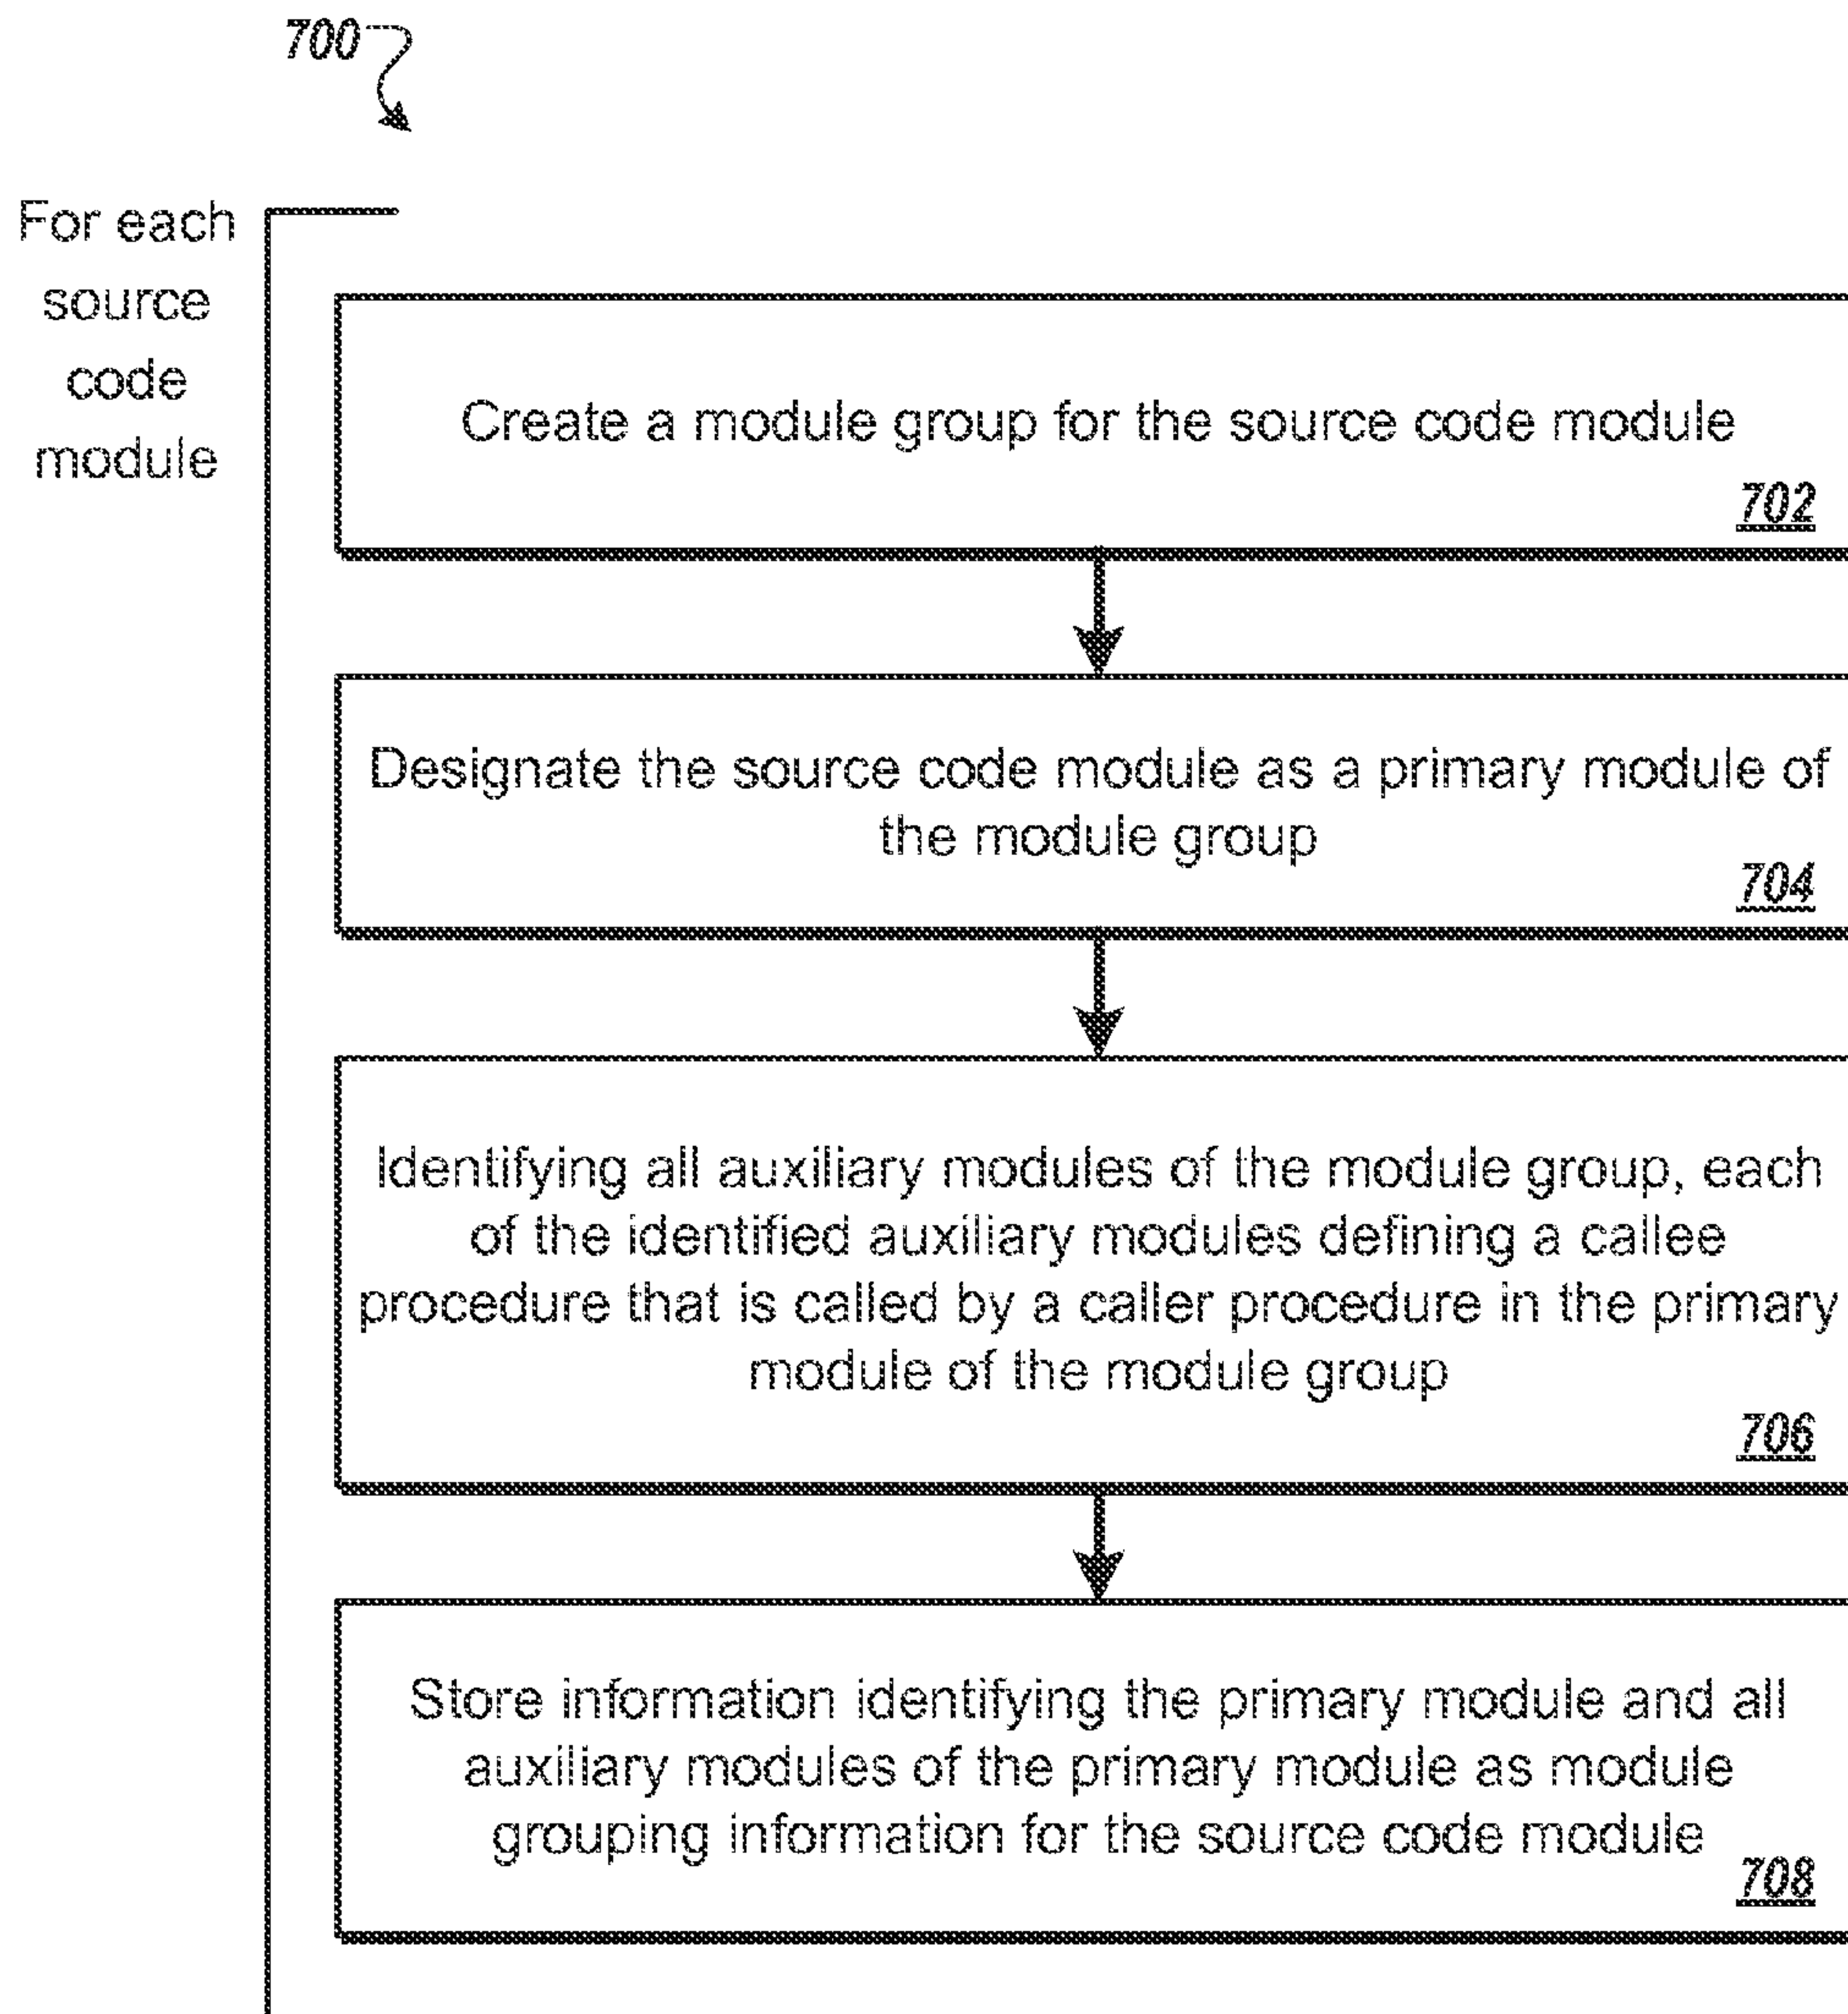 700
For each
source
code
module
Create a module group for the source code module
702
Designate the source code module as a primary module of
the module group
704
Identifying all auxiliary modules of the module group, each
of the identified auxiliary modules defining a callee
procedure that is called by a caller procedure in the primary
module of the module group
706
Store information identifying the primary module and all
auxiliary modules of the primary module as module
grouping information for the source code module
708